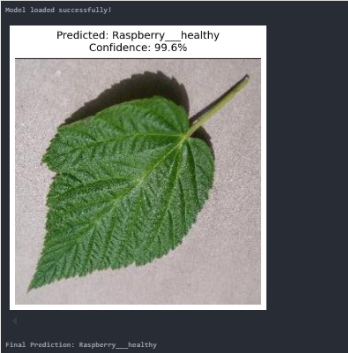 Model loaded successfully!
Predicted: Raspberry___healthy
Confidence: 99.6%
Final Prediction: Raspberry___healthy